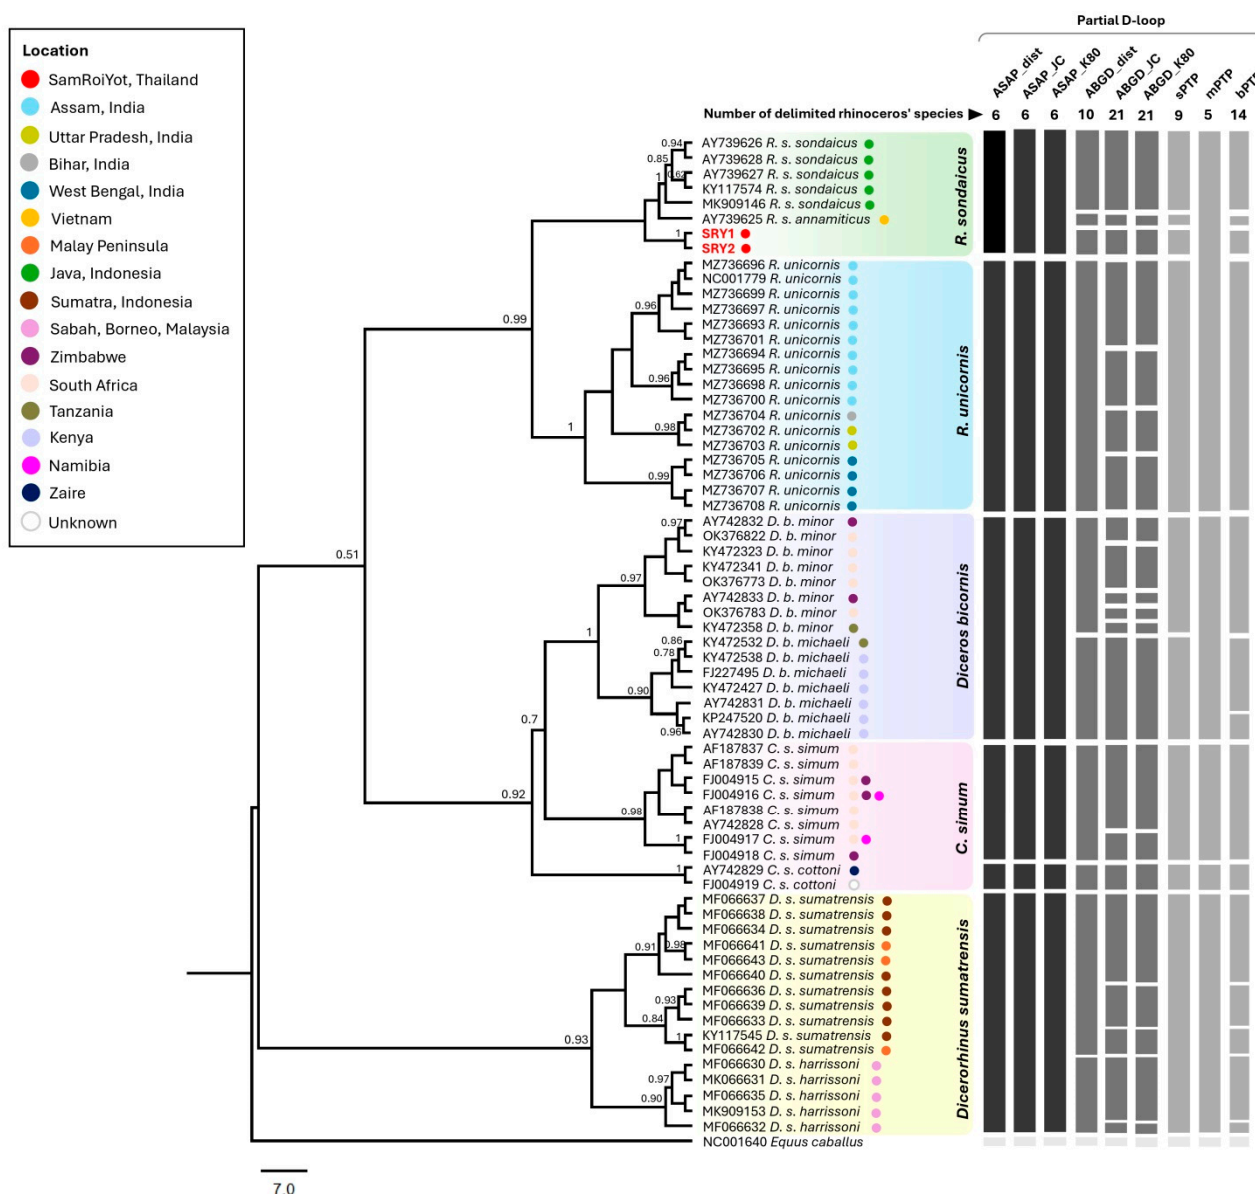 Partial D-loop
ASAP_dist
ASAP_JC
ASAP_K80
ABGD_dist
ABGD_JC
ABGD_K80
sPTP
mPTP
Number of delimited rhinoceros' species
6 6 6 10 21 21 9 5 14
Location
SamRoiYot, Thailand
Assam, India
Uttar Pradesh, India
Bihar, India
West Bengal, India
Vietnam
Malay Peninsula
Java, Indonesia
Sumatra, Indonesia
Sabah, Borneo, Malaysia
Zimbabwe
South Africa
Tanzania
Kenya
Namibia
Zaire
Unknown
AY739626 R. s. sondaicus
AY739628 R. s. sondaicus
AY739627 R. s. sondaicus
KY117574 R. s. sondaicus
MK909146 R. s. sondaicus
AY739625 R. s. annamiticus
SRY1
SRY2
R. sondaicus
MZ736696 R. unicornis
NC001779 R. unicornis
MZ736699 R. unicornis
MZ736697 R. unicornis
MZ736693 R. unicornis
MZ736701 R. unicornis
MZ736694 R. unicornis
MZ736695 R. unicornis
MZ736698 R. unicornis
MZ736700 R. unicornis
MZ736704 R. unicornis
MZ736702 R. unicornis
MZ736703 R. unicornis
MZ736705 R. unicornis
MZ736706 R. unicornis
MZ736707 R. unicornis
MZ736708 R. unicornis
R. unicornis
AY742832 D. b. minor
OK376822 D. b. minor
KY472323 D. b. minor
KY472341 D. b. minor
OK376773 D. b. minor
AY742833 D. b. minor
OK376783 D. b. minor
KY472358 D. b. minor
KY472532 D. b. michaeli
KY472538 D. b. michaeli
FJ227495 D. b. michaeli
KY472427 D. b. michaeli
AY742831 D. b. michaeli
KP247520 D. b. michaeli
AY742830 D. b. michaeli
Diceros bicornis
AF187837 C. s. simum
AF187839 C. s. simum
FJ004915 C. s. simum
FJ004916 C. s. simum
AF187838 C. s. simum
AY742828 C. s. simum
FJ004917 C. s. simum
FJ004918 C. s. simum
AY742829 C. s. cottoni
FJ004919 C. s. cottoni
C. simum
MF066637 D. s. sumatrensis
MF066638 D. s. sumatrensis
MF066634 D. s. sumatrensis
MF066641 D. s. sumatrensis
MF066643 D. s. sumatrensis
MF066640 D. s. sumatrensis
MF066636 D. s. sumatrensis
MF066639 D. s. sumatrensis
MF066633 D. s. sumatrensis
KY117545 D. s. sumatrensis
MF066642 D. s. sumatrensis
MF066630 D. s. harrissoni
MK066631 D. s. harrissoni
MF066635 D. s. harrissoni
MK909153 D. s. harrissoni
MF066632 D. s. harrissoni
Dicerorhinus sumatrensis
NC001640 Equus caballus
0.94
0.85
0.62
1
1
0.99
0.96
0.96
0.98
1
0.99
0.51
0.97
0.97
1
0.86
0.78
0.90
0.96
0.7
0.92
0.98
1
1
0.91
0.98
0.93
0.84
1
0.93
0.97
0.90
7.0